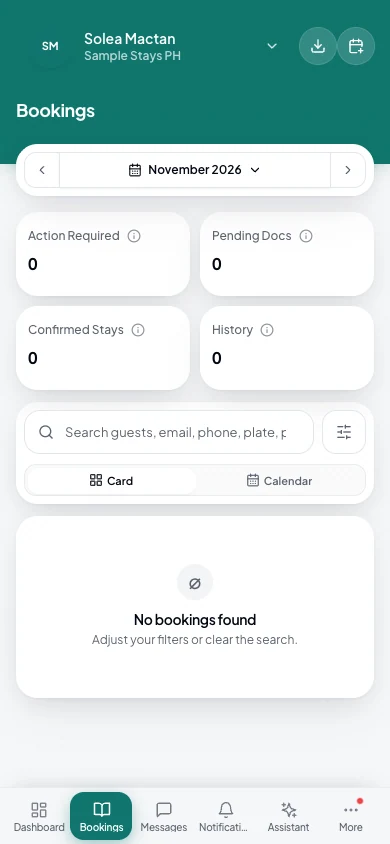 SM
Solea Mactan
Sample Stays PH
Bookings
November 2026
Action Required
0
Pending Docs
0
Confirmed Stays
0
History
0
Search guests, email, phone, plate, p
Card
Calendar
No bookings found
Adjust your filters or clear the search.
Dashboard
Bookings
Messages
Notificati...
Assistant
More